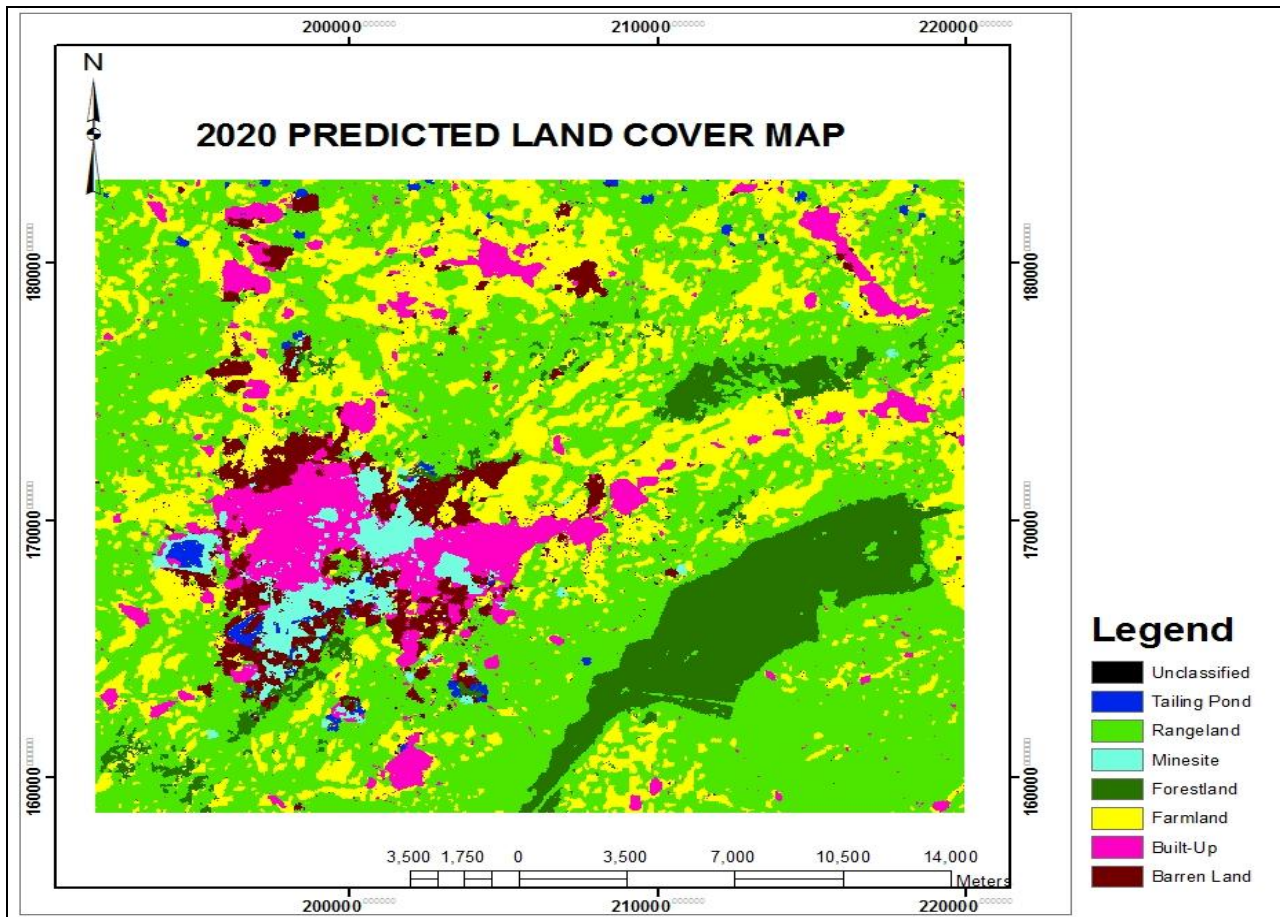 200000 210000 220000
N
2020 PREDICTED LAND COVER MAP
180000 180000
170000 170000
160000 160000
Legend
Unclassified
Tailing Pond
Rangeland
Minesite
Forestland
Farmland
Built-Up
Barren Land
3,500 1,750 0 3,500 7,000 10,500 14,000
Meters
200000 210000 220000